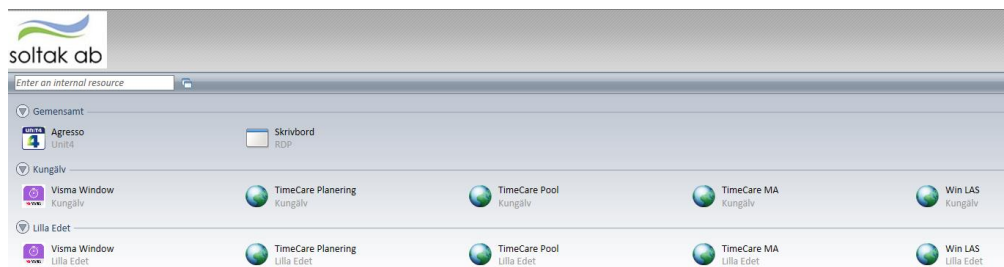 soltak ab
Enter an internal resource
Gemensamt
UNIT4 Agresso Skrivbord
4 Unit4 RDP
Kungälv
Visma Window TimeCare Planering TimeCare Pool TimeCare MA Win LAS
Kungälv Kungälv Kungälv Kungälv Kungälv
Lilla Edet
Visma Window TimeCare Planering TimeCare Pool TimeCare MA Win LAS
Lilla Edet Lilla Edet Lilla Edet Lilla Edet Lilla Edet